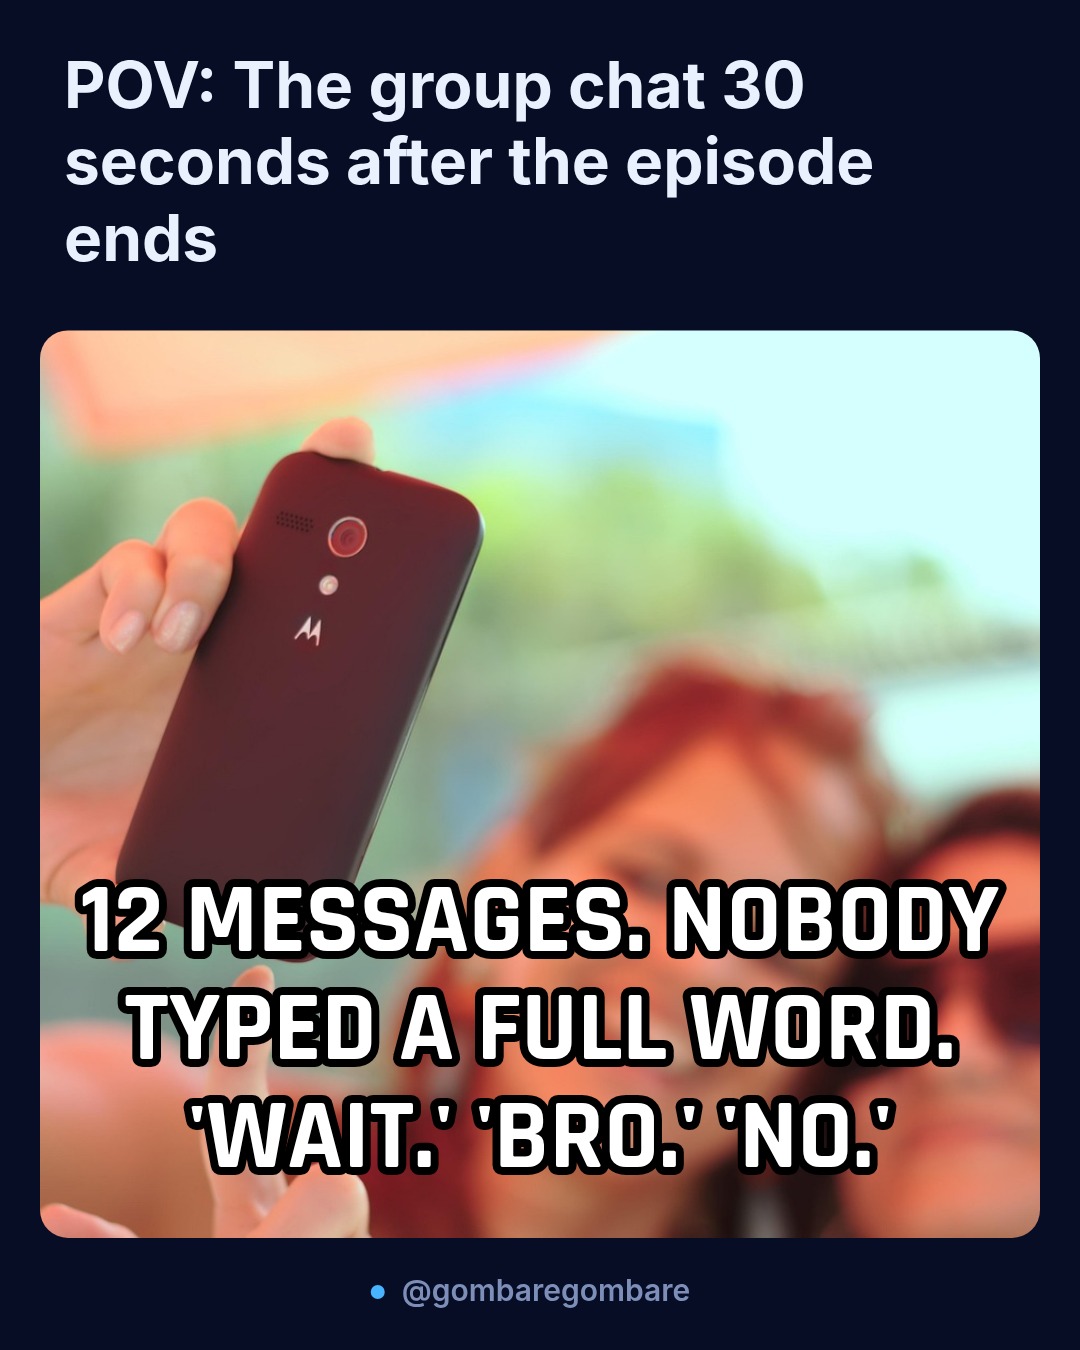 POV: The group chat 30
seconds after the episode
ends
12 MESSAGES. NOBODY
TYPED A FULL WORD.
'WAIT.' 'BRO.' 'NO.'
@gombaregombare